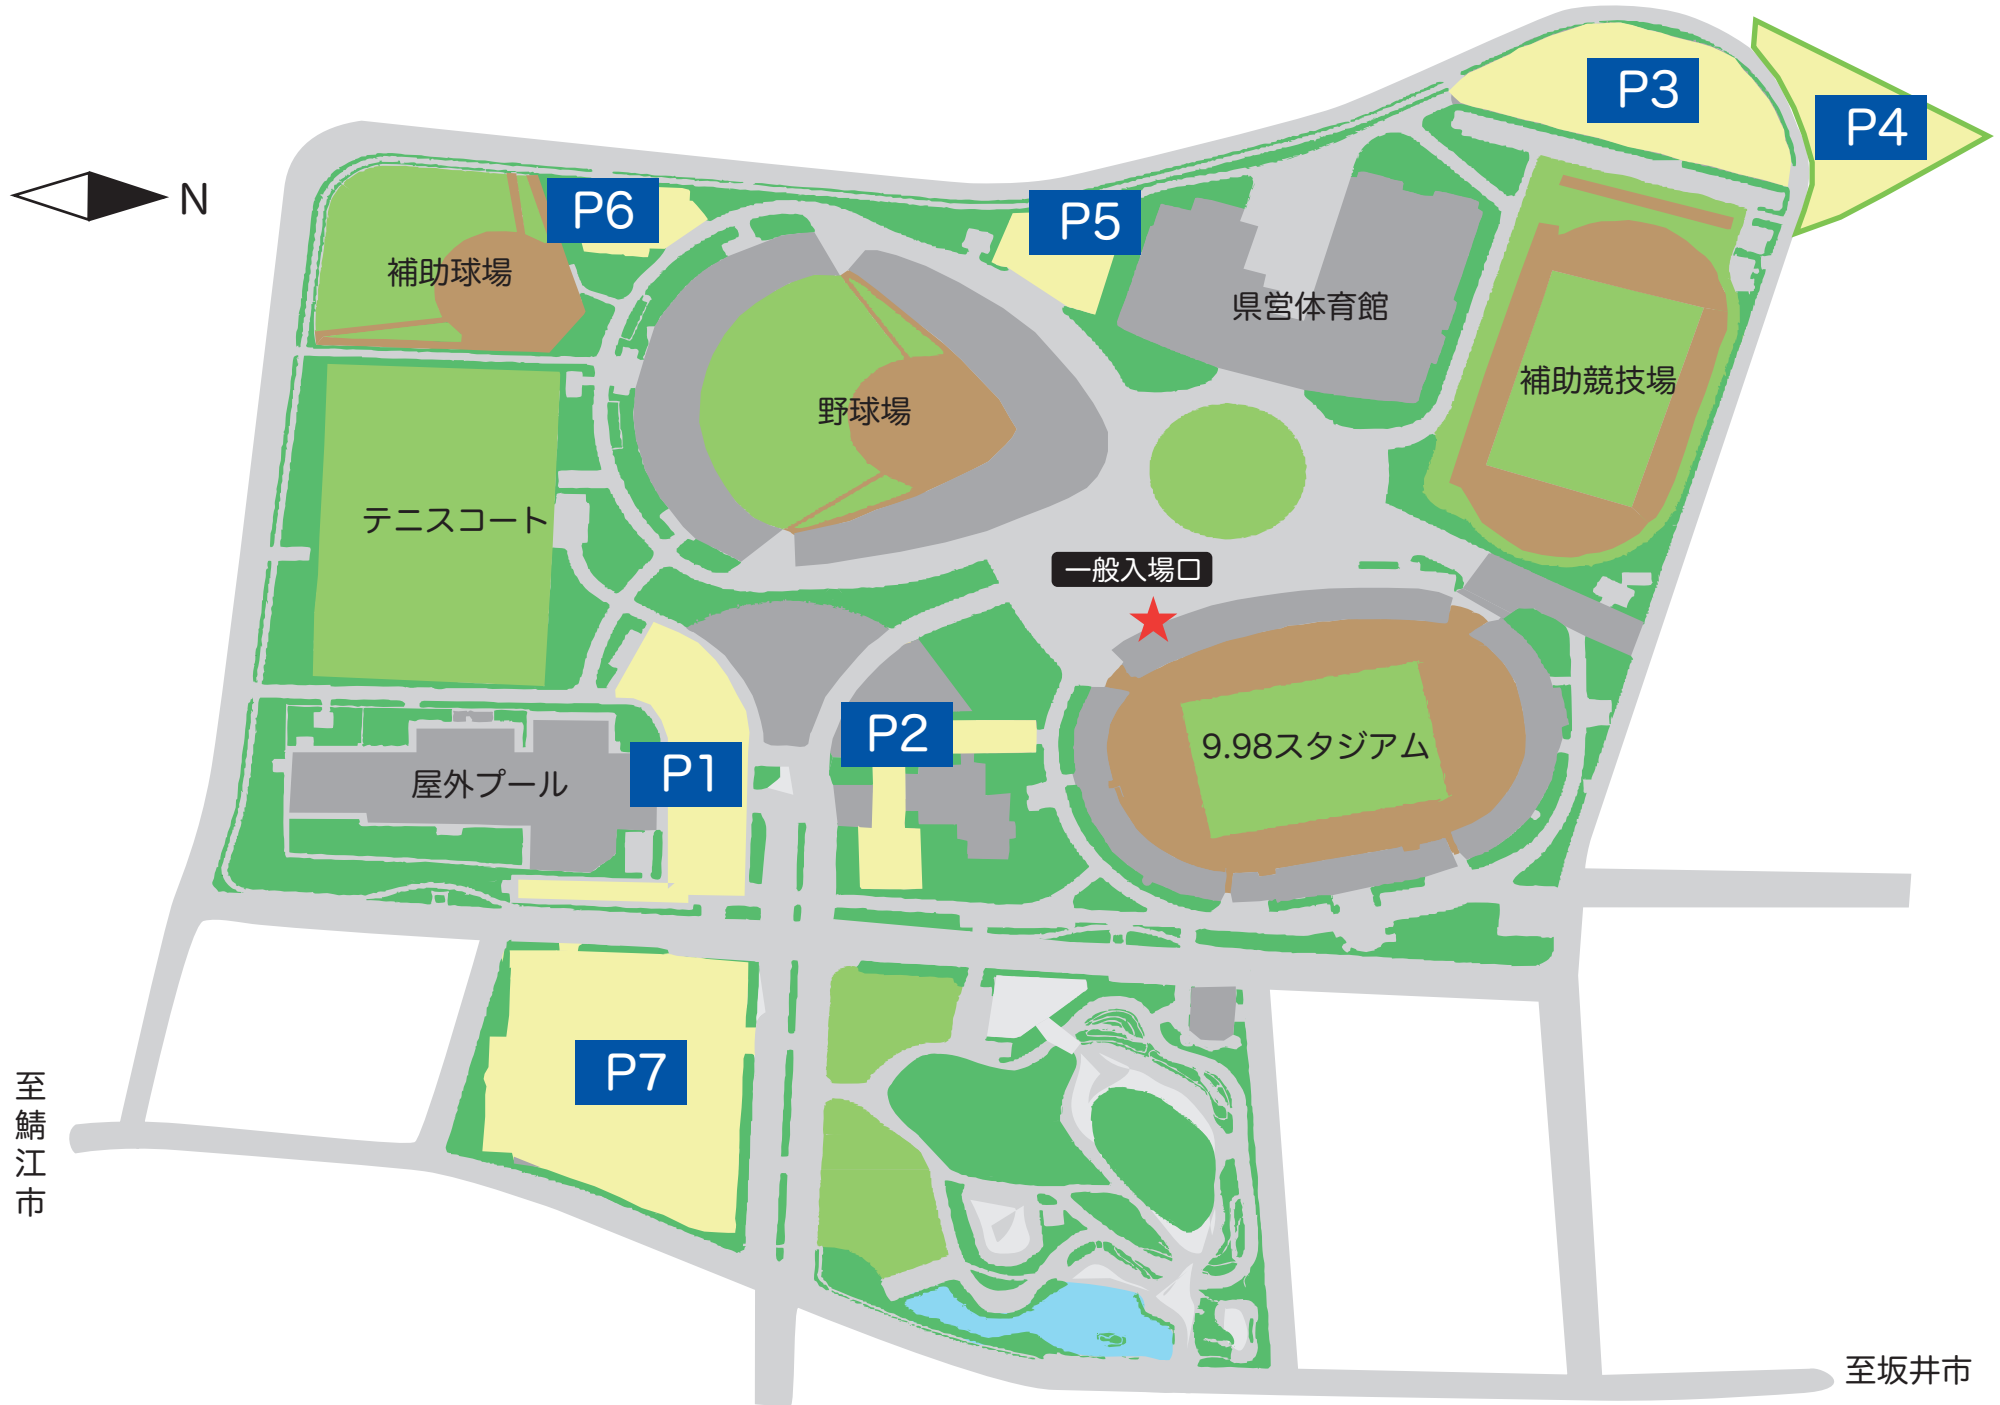 P3
P4
N
P6
P5
補助球場
県営体育館
補助競技場
野球場
テニスコート
一般入場口
P2
9.98スタジアム
P1
屋外プール
P7
至鯖江市
至坂井市